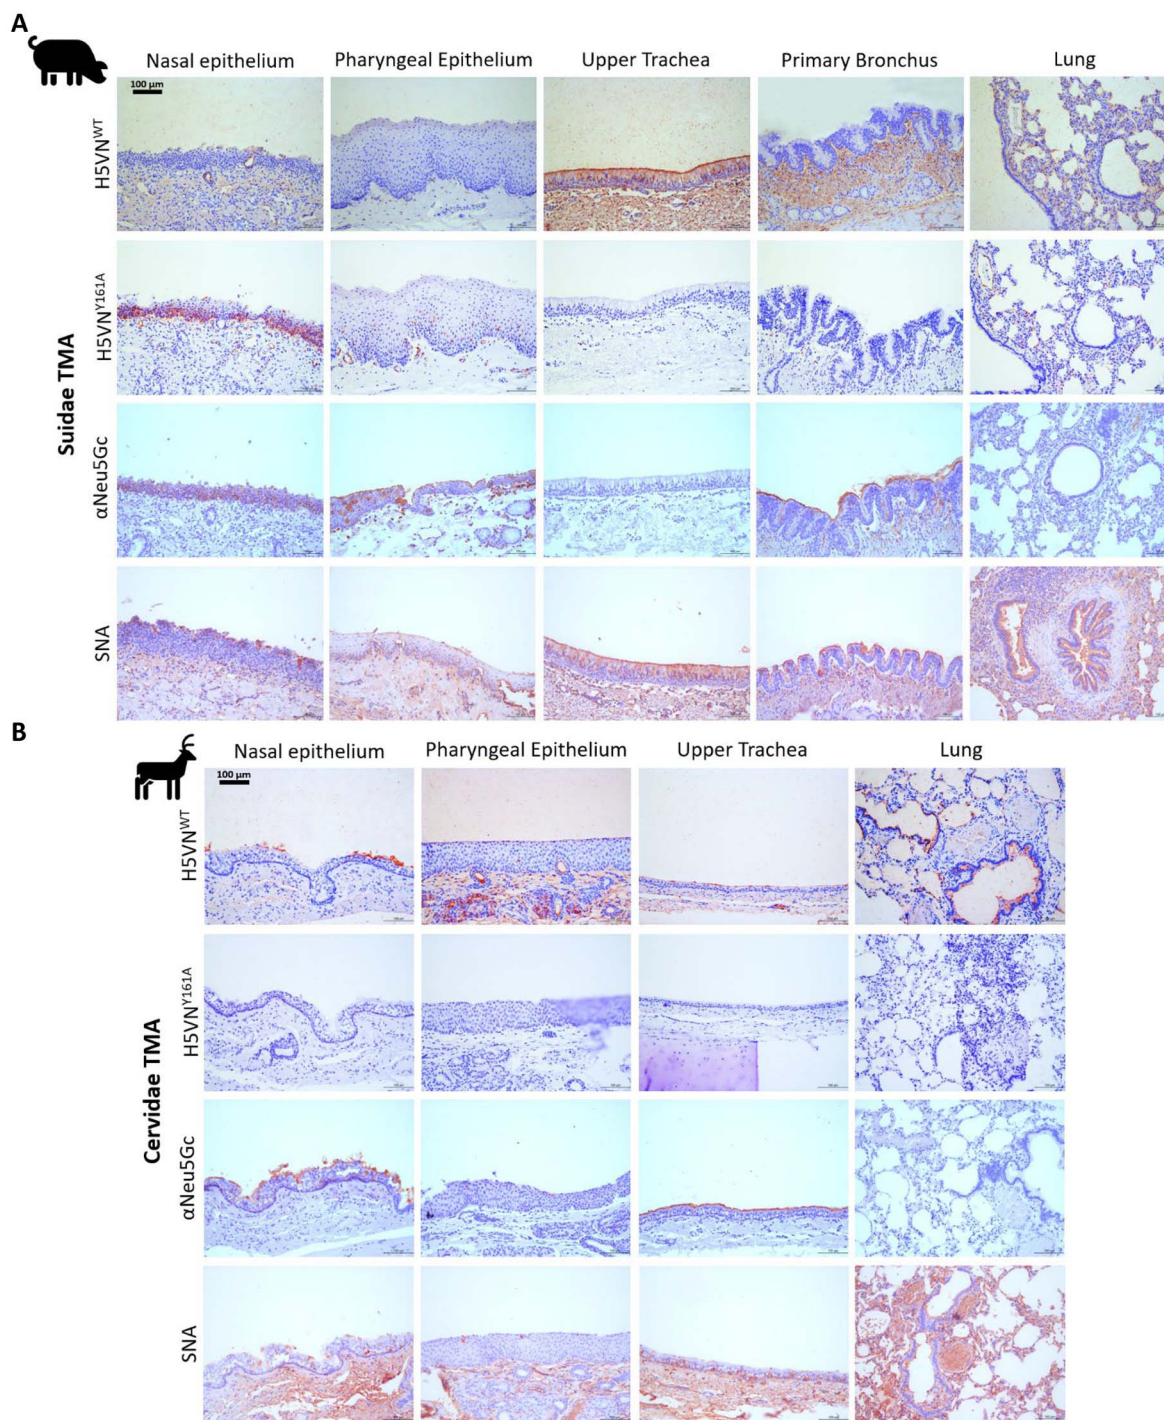 A
Nasal epithelium Pharyngeal Epithelium Upper Trachea Primary Bronchus Lung
100 µm
Suidae TMA
H5VNᵂᵀ
H5VNʸ¹⁶¹ᴬ
αNeu5Gc
SNA
B
Nasal epithelium Pharyngeal Epithelium Upper Trachea Lung
100 µm
Cervidae TMA
H5VNᵂᵀ
H5VNʸ¹⁶¹ᴬ
αNeu5Gc
SNA